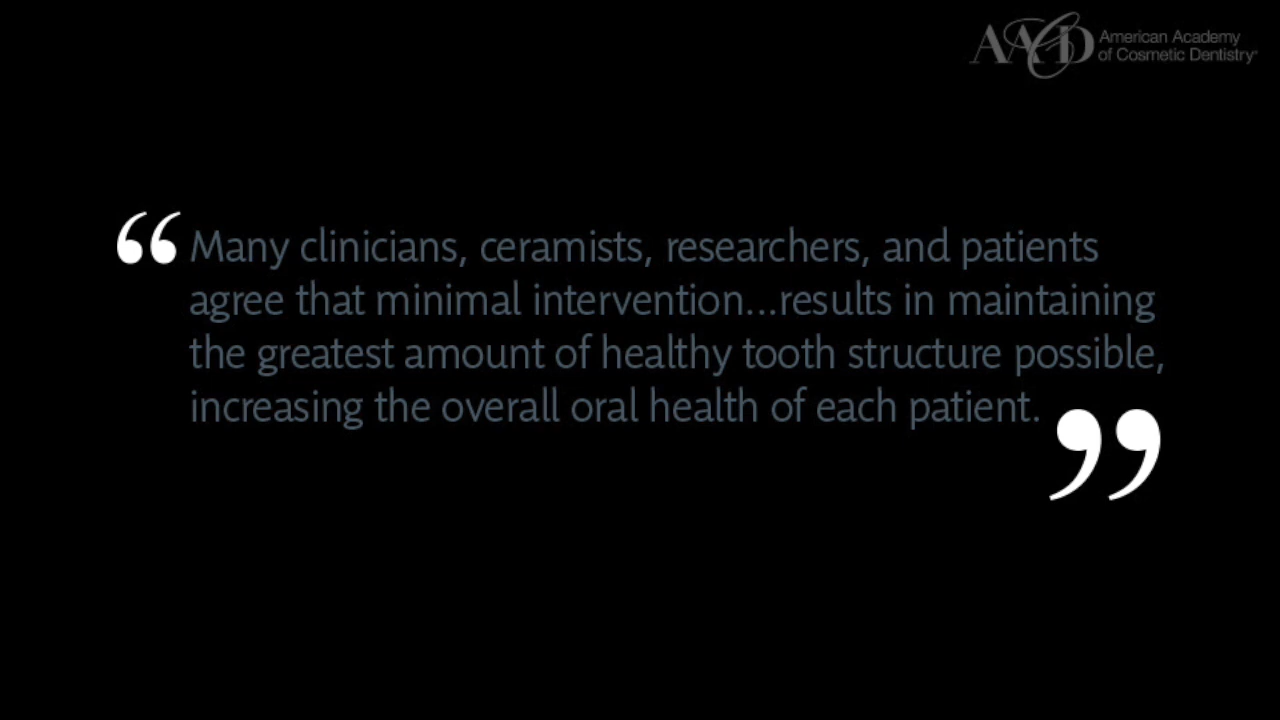 AACD American Academy
of Cosmetic Dentistry®
“Many clinicians, ceramists, researchers, and patients
agree that minimal intervention...results in maintaining
the greatest amount of healthy tooth structure possible,
increasing the overall oral health of each patient.”